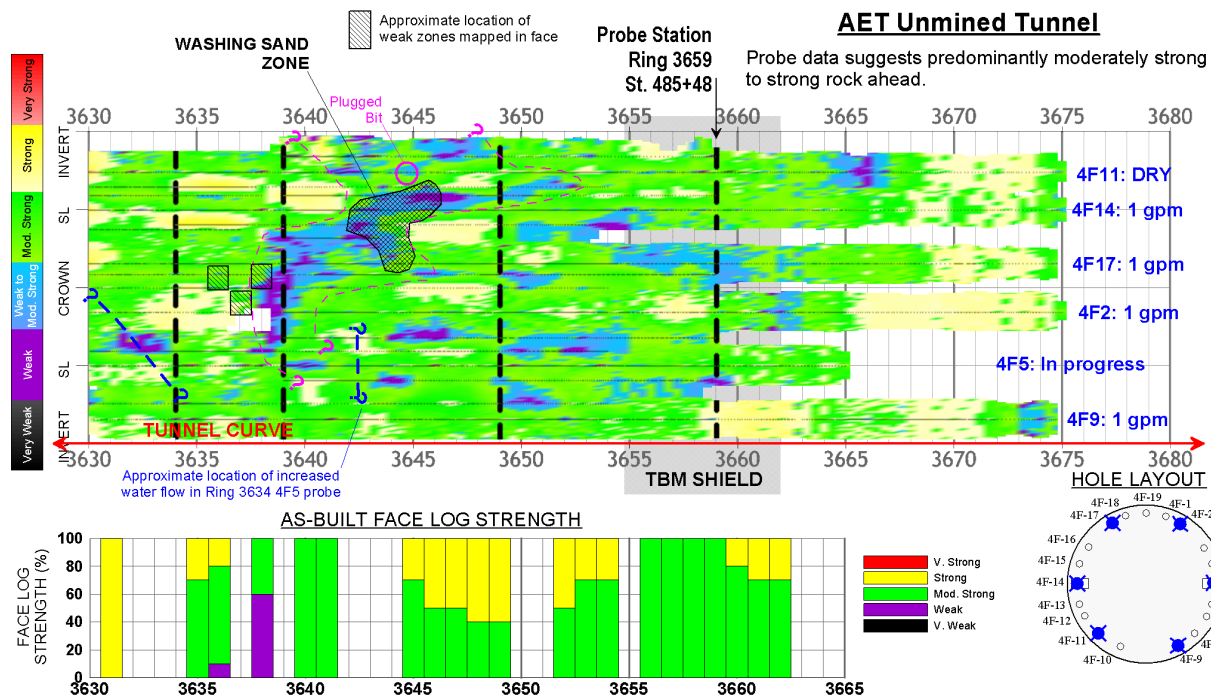 Approximate location of
weak zones mapped in face
AET Unmined Tunnel
WASHING SAND
ZONE
Probe Station
Ring 3659
St. 485+48
Probe data suggests predominantly moderately strong
to strong rock ahead.
Plugged
Bit
3630 3635 3640 3645 3650 3655 3660 3665 3670 3675 3680
Very Strong
Strong
Mod. Strong
Weak to
Mod. Strong
Weak
Very Weak
INVERT
SL
CROWN
SL
INVERT
? ? ? ? ? ? ? ?
4F11: DRY
4F14: 1 gpm
4F17: 1 gpm
4F2: 1 gpm
4F5: In progress
4F9: 1 gpm
TUNNEL CURVE
3630 3635 3640 3645 3650 3655 3660 3665 3670 3675 3680
Approximate location of increased
water flow in Ring 3634 4F5 probe
TBM SHIELD
HOLE LAYOUT
4F-19
4F-18 4F-1
4F-17 4F-2
4F-16
4F-15
4F-14
4F-13
4F-12
4F-11
4F-10 4F-9
AS-BUILT FACE LOG STRENGTH
FACE LOG
STRENGTH (%)
100
80
60
40
20
0
3630 3635 3640 3645 3650 3655 3660 3665
V. Strong
Strong
Mod. Strong
Weak
V. Weak